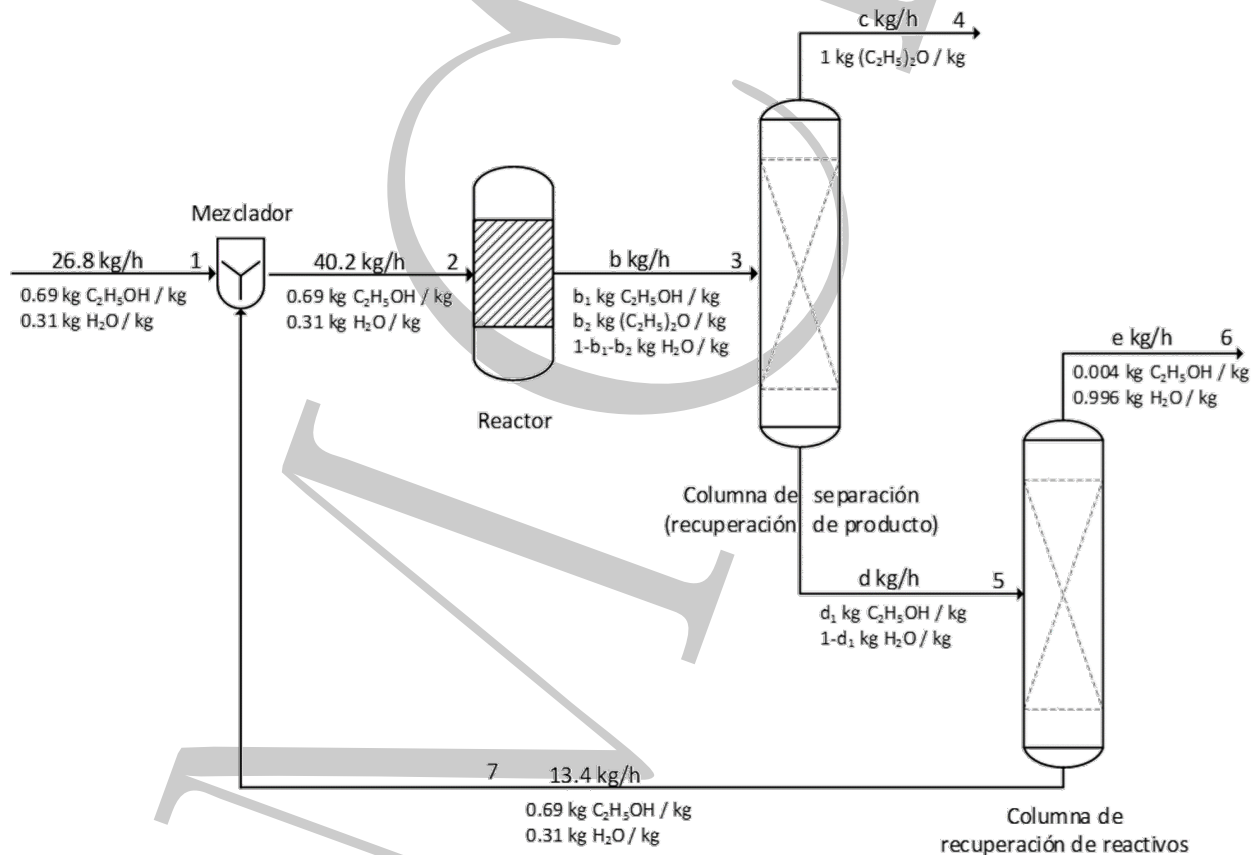 c kg/h 4
1 kg (C₂H₅)₂O / kg
Mezclador
26.8 kg/h 1
0.69 kg C₂H₅OH / kg
0.31 kg H₂O / kg
40.2 kg/h 2
0.69 kg C₂H₅OH / kg
0.31 kg H₂O / kg
b kg/h 3
b₁ kg C₂H₅OH / kg
b₂ kg (C₂H₅)₂O / kg
1-b₁-b₂ kg H₂O / kg
Reactor
e kg/h 6
0.004 kg C₂H₅OH / kg
0.996 kg H₂O / kg
Columna de separación
(recuperación de producto)
d kg/h 5
d₁ kg C₂H₅OH / kg
1-d₁ kg H₂O / kg
7 13.4 kg/h
0.69 kg C₂H₅OH / kg
0.31 kg H₂O / kg
Columna de
recuperación de reactivos